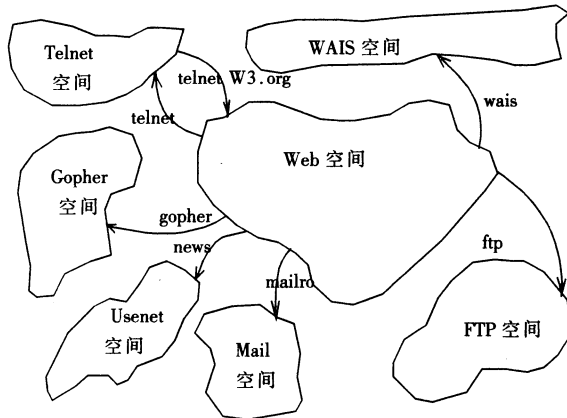 Telnet
空间
WAIS 空间
telnet W3.org
wais
telnet
Web 空间
Gopher
空间
gopher
news
ftp
mailro
Usenet
空间
FTP 空间
Mail
空间